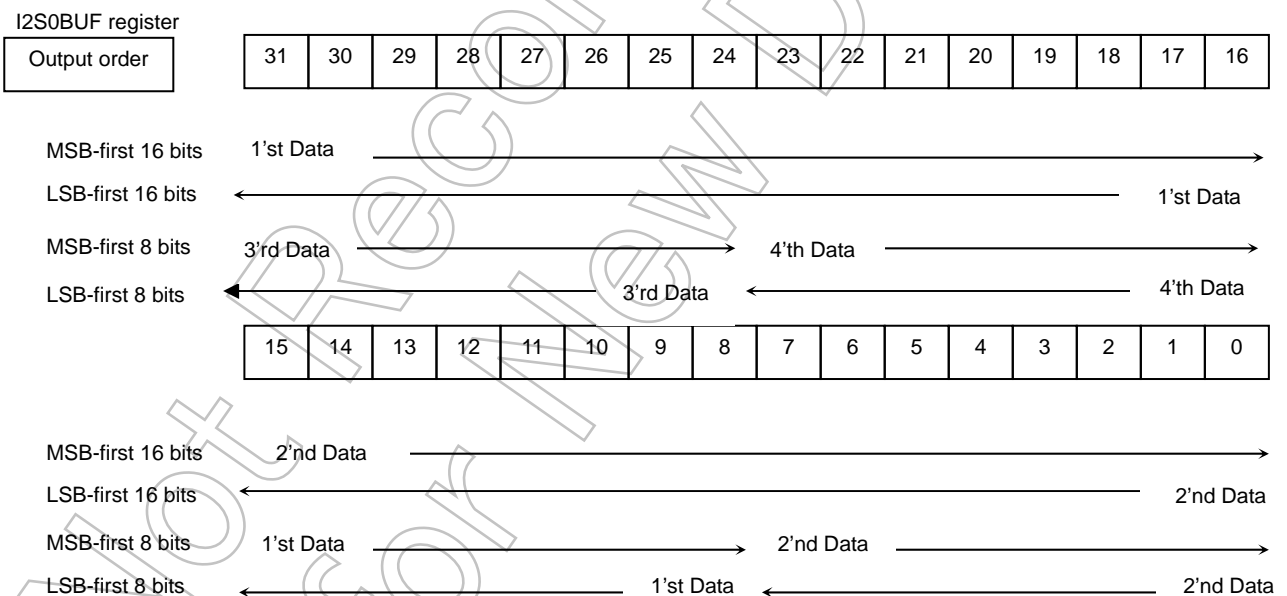 I2S0BUF register
Output order 31 30 29 28 27 26 25 24 23 22 21 20 19 18 17 16
MSB-first 16 bits 1'st Data
LSB-first 16 bits 1'st Data
MSB-first 8 bits 3'rd Data 4'th Data
LSB-first 8 bits 3'rd Data 4'th Data
15 14 13 12 11 10 9 8 7 6 5 4 3 2 1 0
MSB-first 16 bits 2'nd Data
LSB-first 16 bits 2'nd Data
MSB-first 8 bits 1'st Data 2'nd Data
LSB-first 8 bits 1'st Data 2'nd Data
Not Reco
for New D